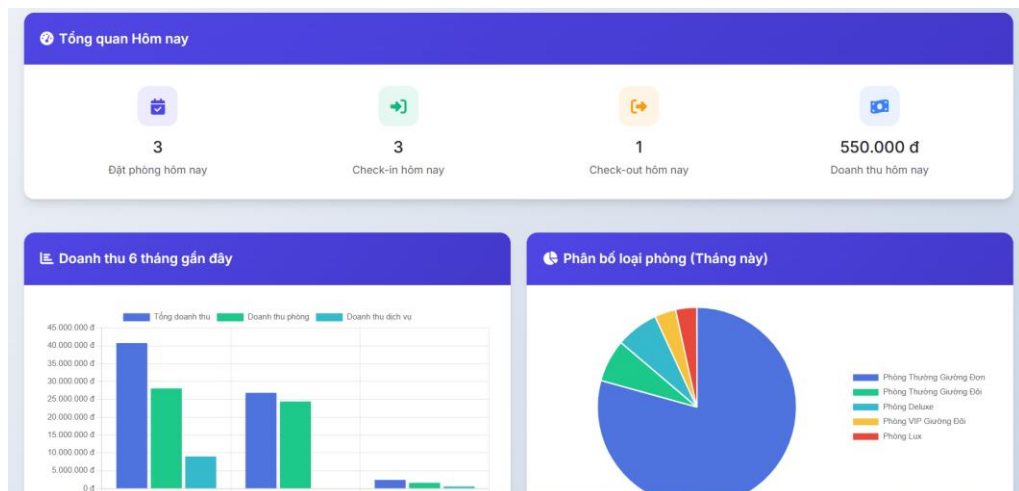 Tổng quan Hôm nay
3
Đặt phòng hôm nay
3
Check-in hôm nay
1
Check-out hôm nay
550.000 đ
Doanh thu hôm nay
Doanh thu 6 tháng gần đây
Tổng doanh thu
Doanh thu phòng
Doanh thu dịch vụ
45.000.000 đ
40.000.000 đ
35.000.000 đ
30.000.000 đ
25.000.000 đ
20.000.000 đ
15.000.000 đ
10.000.000 đ
5.000.000 đ
0 đ
Phân bố loại phòng (Tháng này)
Phòng Thường Giường Đơn
Phòng Thường Giường Đôi
Phòng Deluxe
Phòng VIP Giường Đôi
Phòng Lux